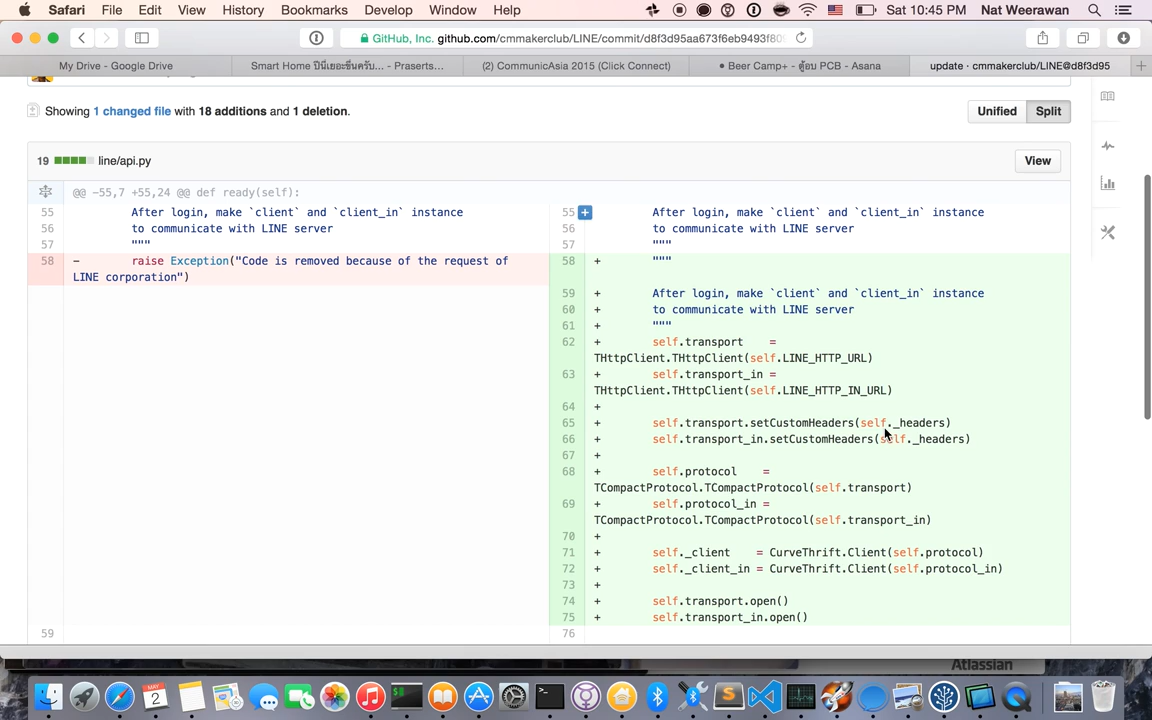 Safari File Edit View History Bookmarks Develop Window Help Sat 10:45 PM Nat Weerawan
GitHub, Inc. github.com/cmmakerclub/LINE/commit/d8f3d95aa673f6eb9493f80
My Drive - Google Drive Smart Home ปีนี้เยอะขึ้นครับ... - Praserts... (2) CommunicAsia 2015 (Click Connect) • Beer Camp+ - ตู้อบ PCB - Asana update · cmmakerclub/LINE@d8f3d95
Showing 1 changed file with 18 additions and 1 deletion. Unified Split
19 line/api.py View
@@ -55,7 +55,24 @@ def ready(self):
55 After login, make `client` and `client_in` instance
56 to communicate with LINE server
57 """
58 - raise Exception("Code is removed because of the request of
LINE corporation")
59
55 + After login, make `client` and `client_in` instance
56 to communicate with LINE server
57 """
58 + """
59 + After login, make `client` and `client_in` instance
60 + to communicate with LINE server
61 + """
62 + self.transport =
THttpClient.THttpClient(self.LINE_HTTP_URL)
63 + self.transport_in =
THttpClient.THttpClient(self.LINE_HTTP_IN_URL)
64 +
65 + self.transport.setCustomHeaders(self._headers)
66 + self.transport_in.setCustomHeaders(self._headers)
67 +
68 + self.protocol =
TCompactProtocol.TCompactProtocol(self.transport)
69 + self.protocol_in =
TCompactProtocol.TCompactProtocol(self.transport_in)
70 +
71 + self._client = CurveThrift.Client(self.protocol)
72 + self._client_in = CurveThrift.Client(self.protocol_in)
73 +
74 + self.transport.open()
75 + self.transport_in.open()
76
Atlassian
MAY
2